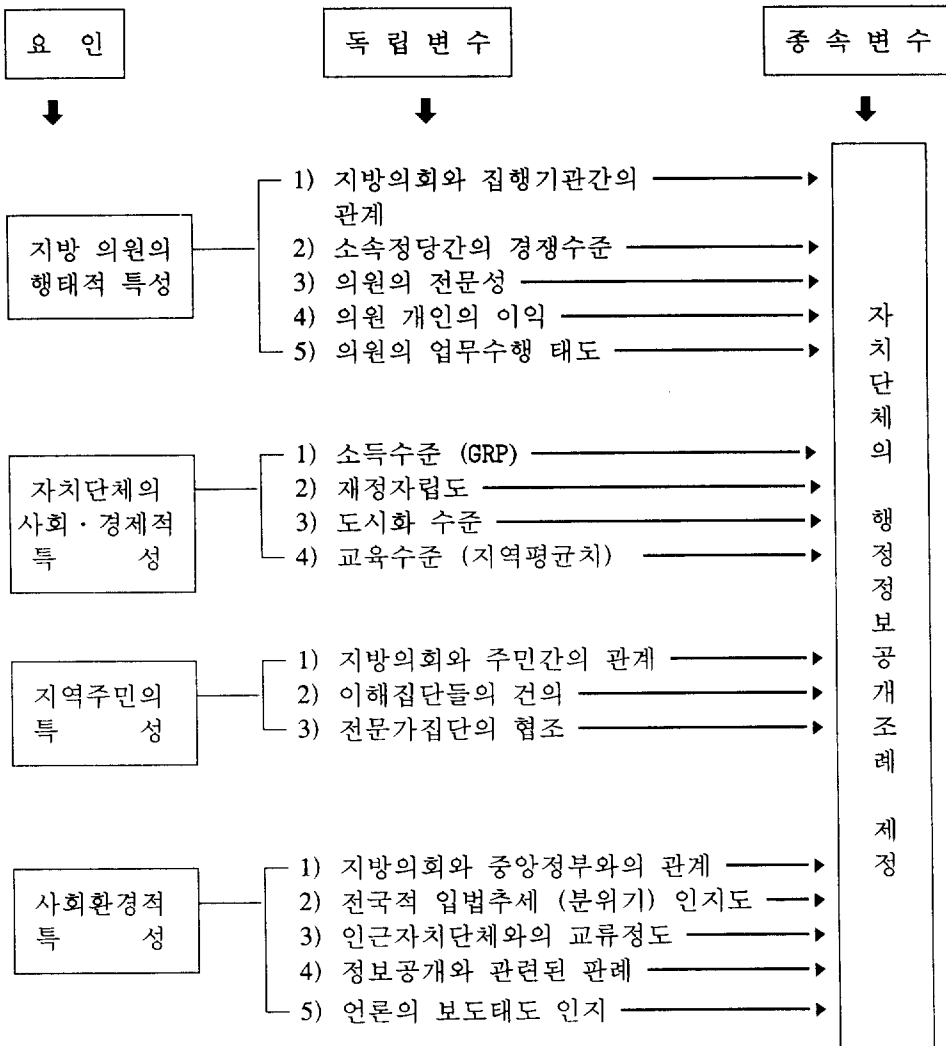 요 인
독 립 변 수
종 속 변 수
지방 의원의
행태적 특성
1) 지방의회와 집행기관간의
관계
2) 소속정당간의 경쟁수준
3) 의원의 전문성
4) 의원 개인의 이익
5) 의원의 업무수행 태도
자치단체의
사회·경제적
특 성
1) 소득수준 (GRP)
2) 재정자립도
3) 도시화 수준
4) 교육수준 (지역평균치)
지역주민의
특 성
1) 지방의회와 주민간의 관계
2) 이해집단들의 건의
3) 전문가집단의 협조
사회환경적
특 성
1) 지방의회와 중앙정부와의 관계
2) 전국적 입법추세 (분위기) 인지도
3) 인근자치단체와의 교류정도
4) 정보공개와 관련된 판례
5) 언론의 보도태도 인지
자치단체의 행정정보공개조례 제정